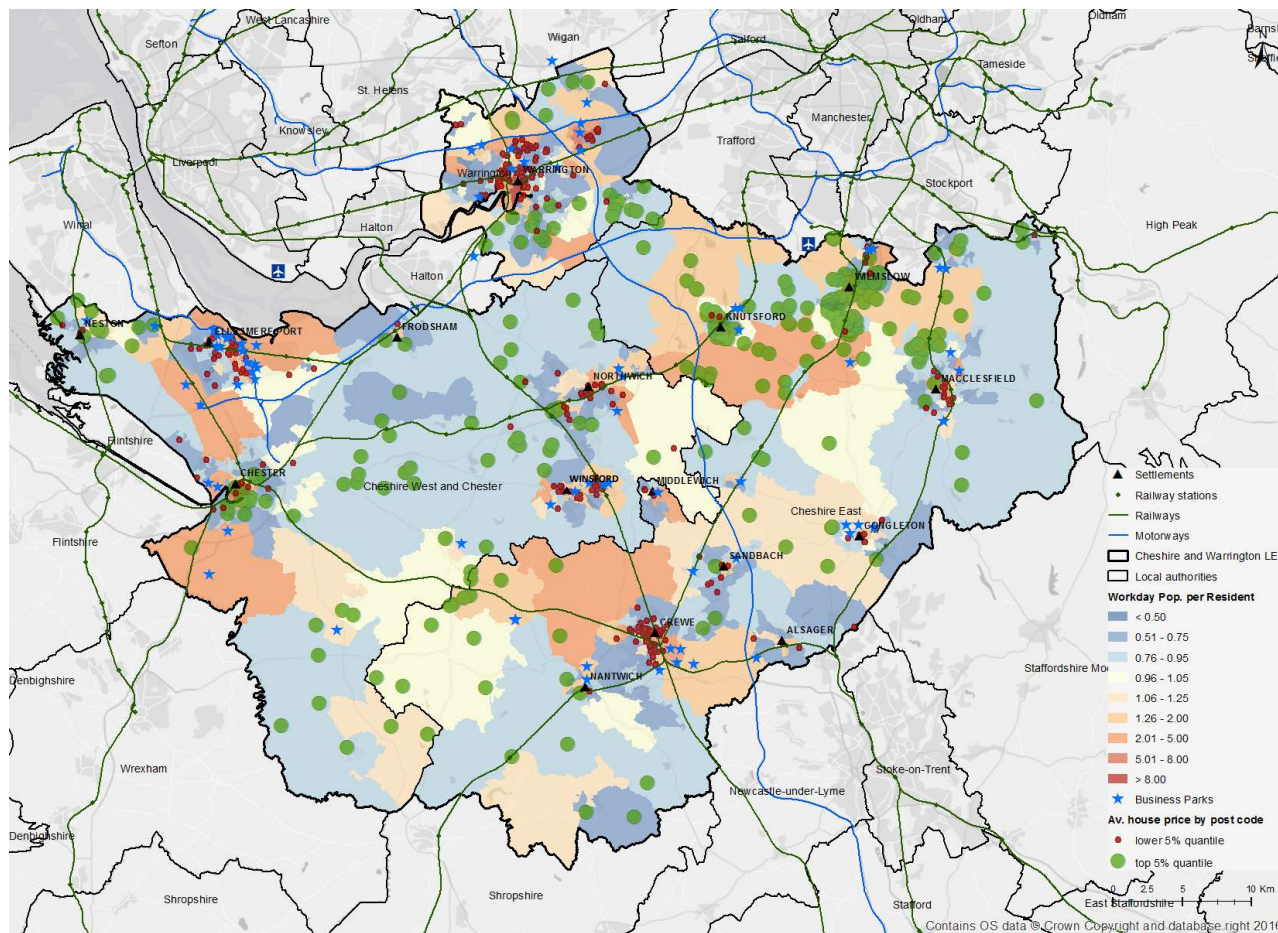 West Lancashire
Oldham
Oldham
Sefton
Wigan
Salford
N
Tameside
St. Helens
Manchester
Knowsley
Trafford
Liverpool
Warrington
WARRINGTON
Stockport
Wirral
Halton
High Peak
Halton
WILMSLOW
NESTON
ELLESMERE PORT
FRODSHAM
KNUTSFORD
NORTHWICH
MACCLESFIELD
Flintshire
CHESTER
Cheshire West and Chester
WINSFORD
MIDDLEWICH
Cheshire East
CONGLETON
Flintshire
SANDBACH
CREWE
ALSAGER
Denbighshire
NANTWICH
Staffordshire Mo
Wrexham
Stoke-on-Trent
Newcastle-under-Lyme
Denbighshire
Shropshire
Shropshire
Stafford
East Staffordshire
Settlements
Railway stations
Railways
Motorways
Cheshire and Warrington LE
Local authorities
Workday Pop. per Resident
< 0.50
0.51 - 0.75
0.76 - 0.95
0.96 - 1.05
1.06 - 1.25
1.26 - 2.00
2.01 - 5.00
5.01 - 8.00
> 8.00
Business Parks
Av. house price by post code
lower 5% quantile
top 5% quantile
0 2.5 5 10 Km
Contains OS data © Crown Copyright and database right 2016